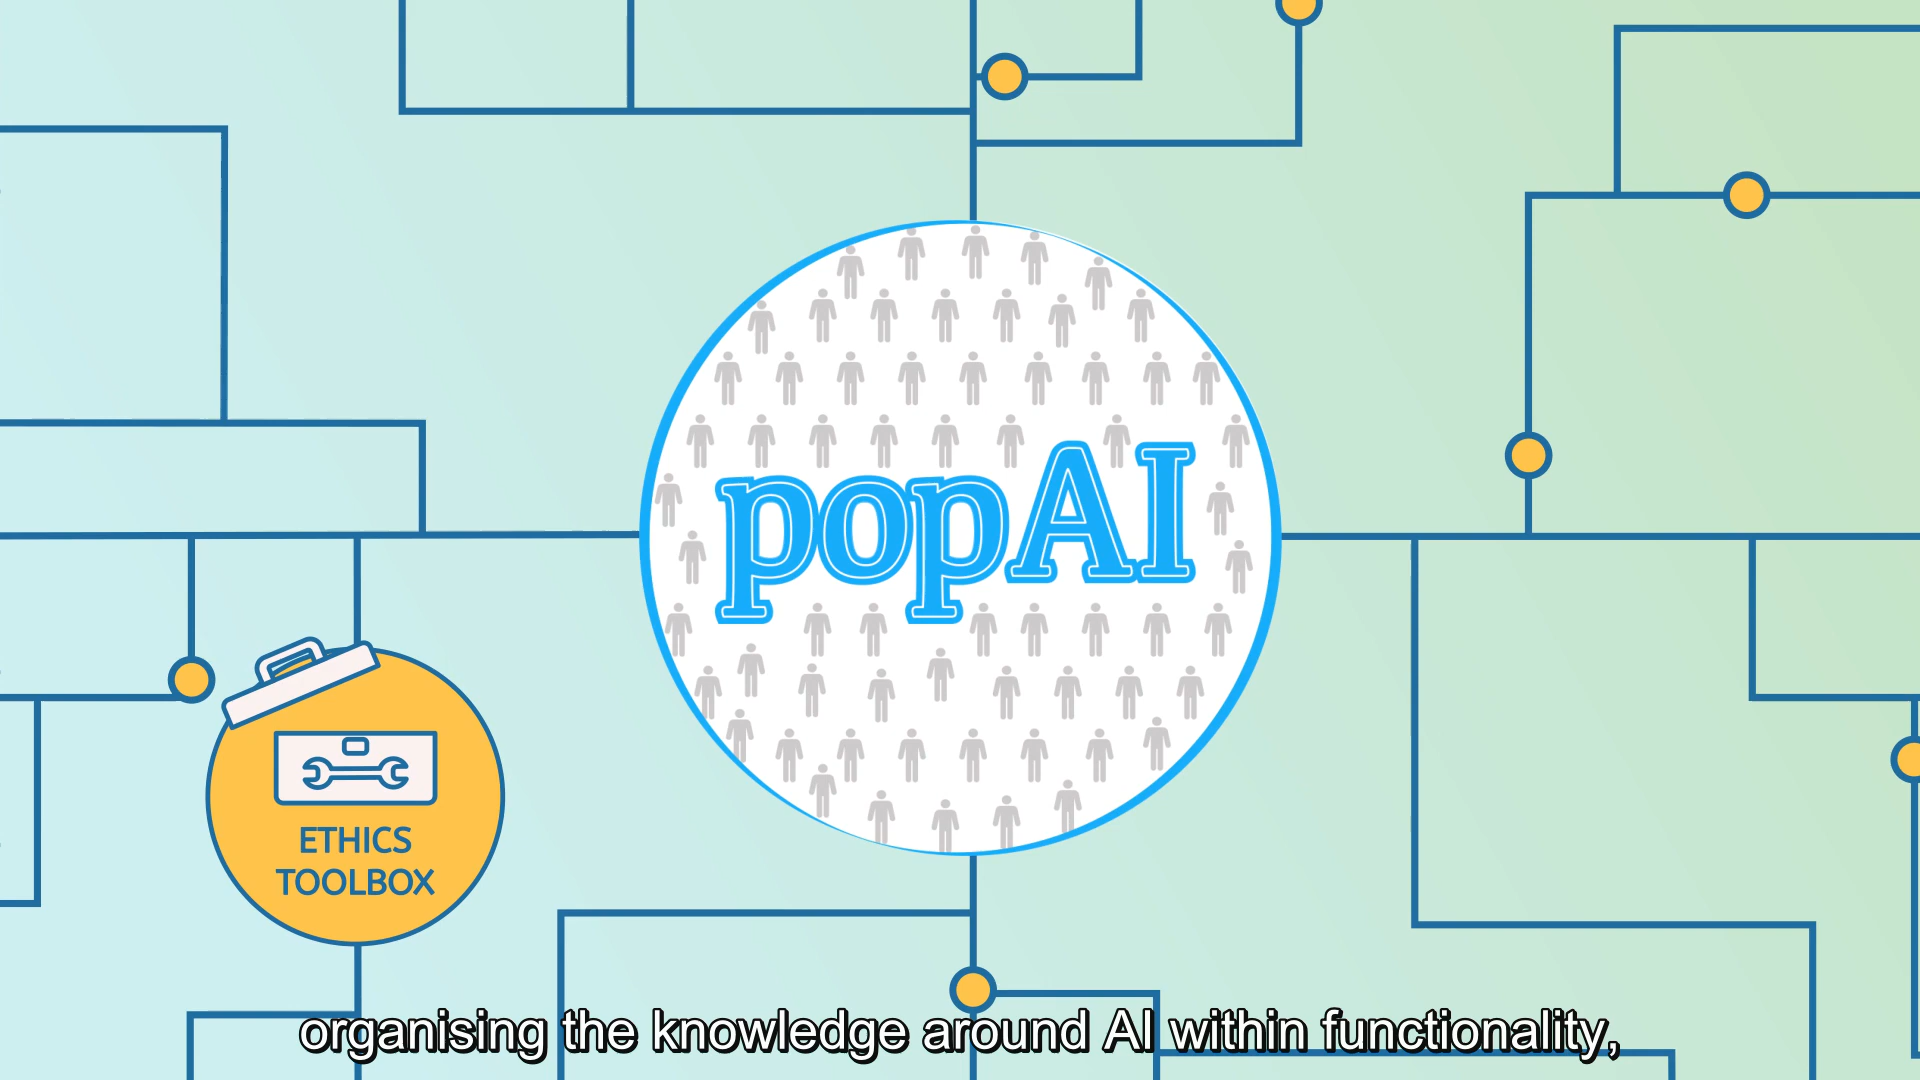 popAI
ETHICS
TOOLBOX
organising the knowledge around AI within functionality,